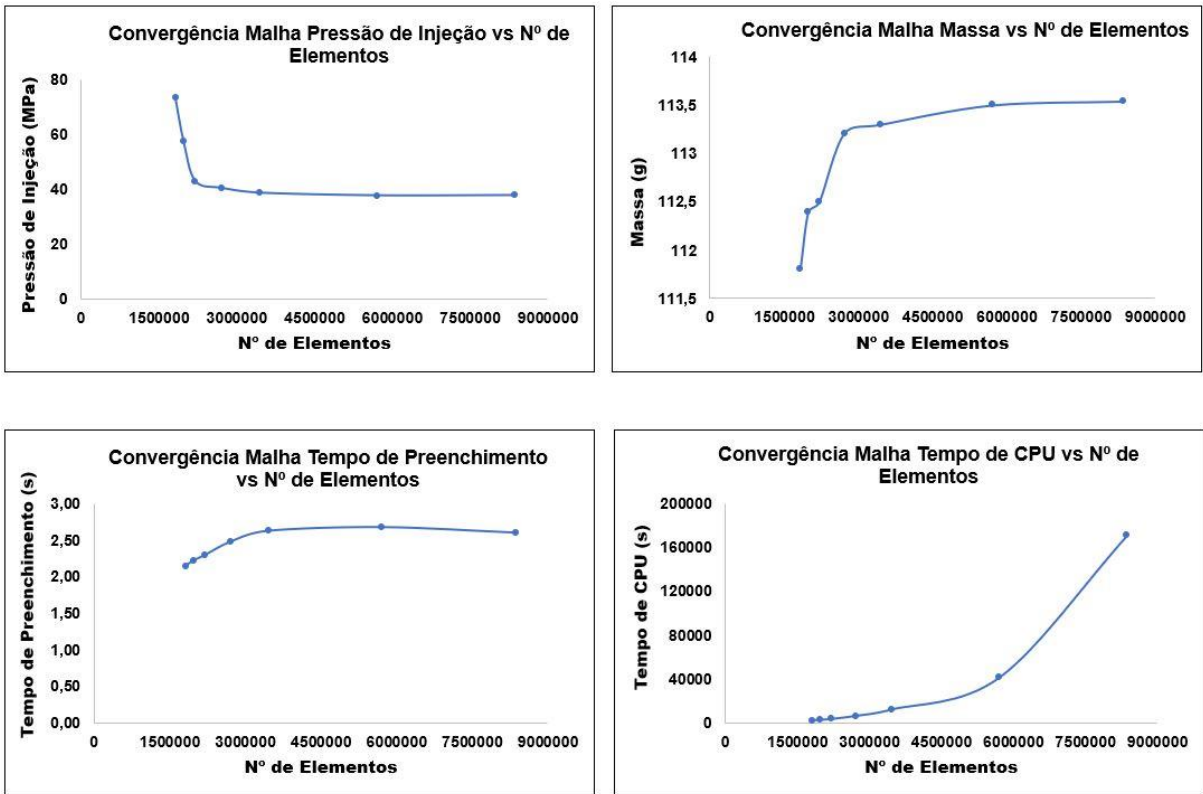 Convergência Malha Pressão de Injeção vs Nº de
Elementos
Pressão de Injeção (MPa)
80
60
40
20
0
0 1500000 3000000 4500000 6000000 7500000 9000000
Nº de Elementos
Convergência Malha Massa vs Nº de Elementos
Massa (g)
114
113,5
113
112,5
112
111,5
0 1500000 3000000 4500000 6000000 7500000 9000000
Nº de Elementos
Convergência Malha Tempo de Preenchimento
vs Nº de Elementos
Tempo de Preenchimento (s)
3,00
2,50
2,00
1,50
1,00
0,50
0,00
0 1500000 3000000 4500000 6000000 7500000 9000000
Nº de Elementos
Convergência Malha Tempo de CPU vs Nº de
Elementos
Tempo de CPU (s)
200000
160000
120000
80000
40000
0
0 1500000 3000000 4500000 6000000 7500000 9000000
Nº de Elementos